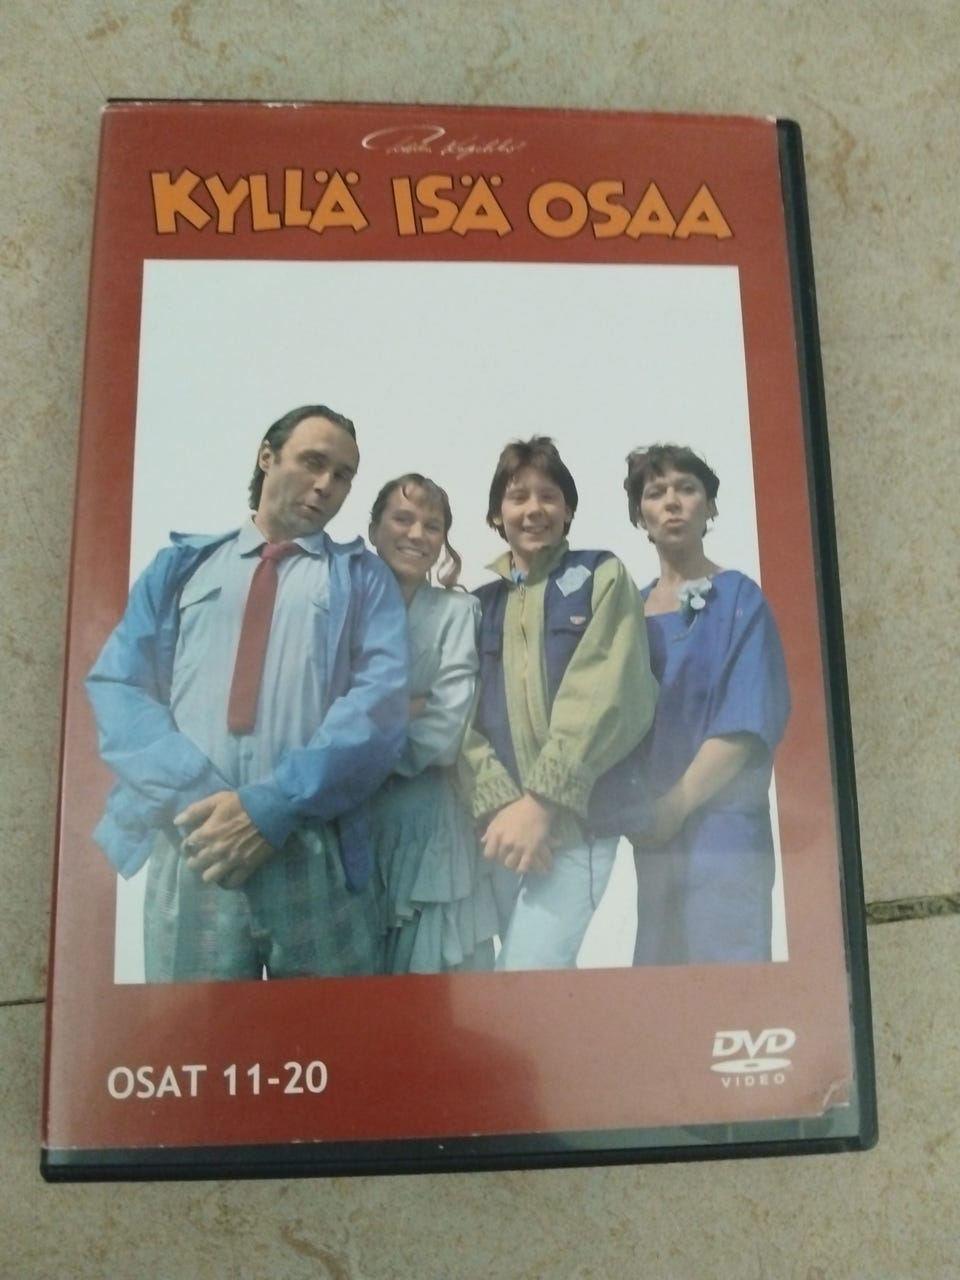 KYLLÄ ISÄ OSAA
OSAT 11-20
DVD
VIDEO